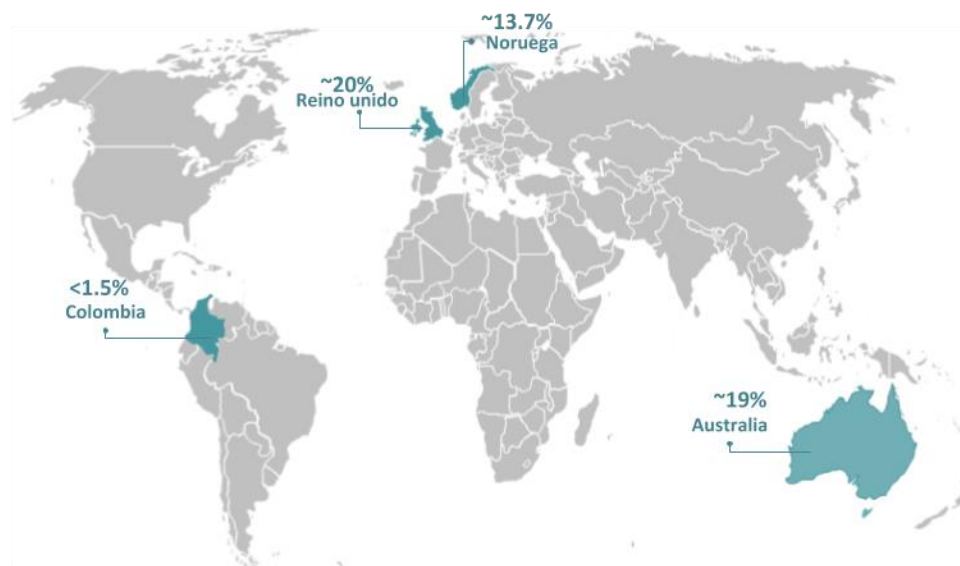 ~13.7%
Noruega
~20%
Reino unido
<1.5%
Colombia
~19%
Australia